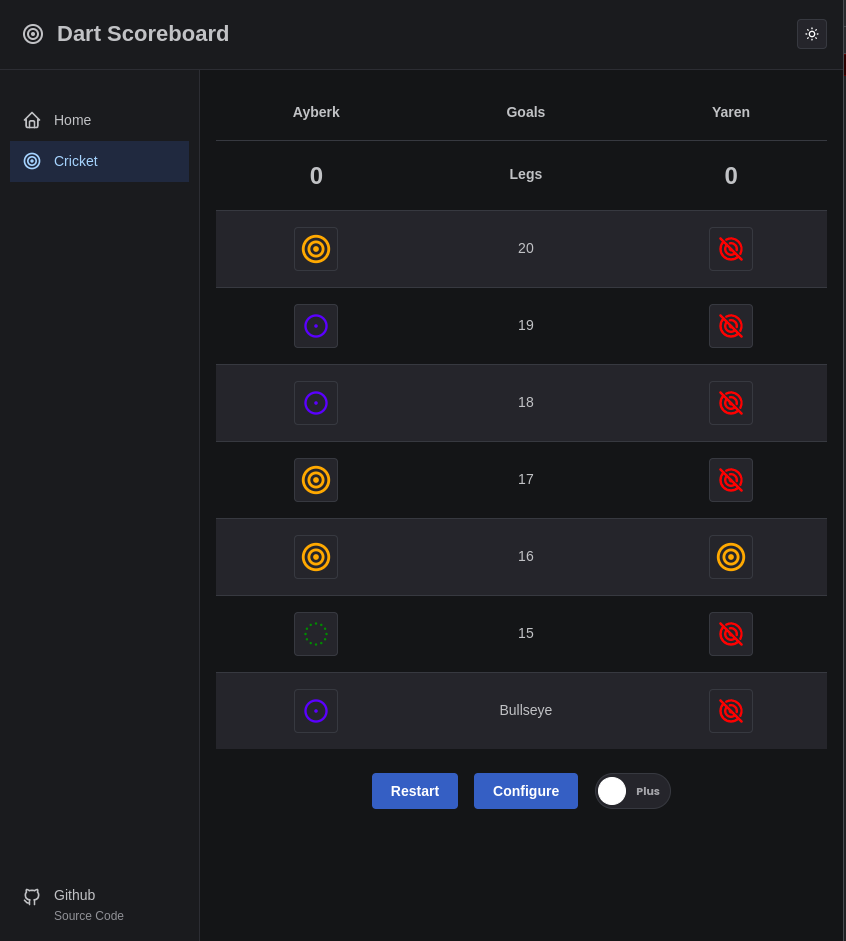 Dart Scoreboard
Home
Cricket
Ayberk Goals Yaren
0 Legs 0
20
19
18
17
16
15
Bullseye
Restart Configure Plus
Github
Source Code